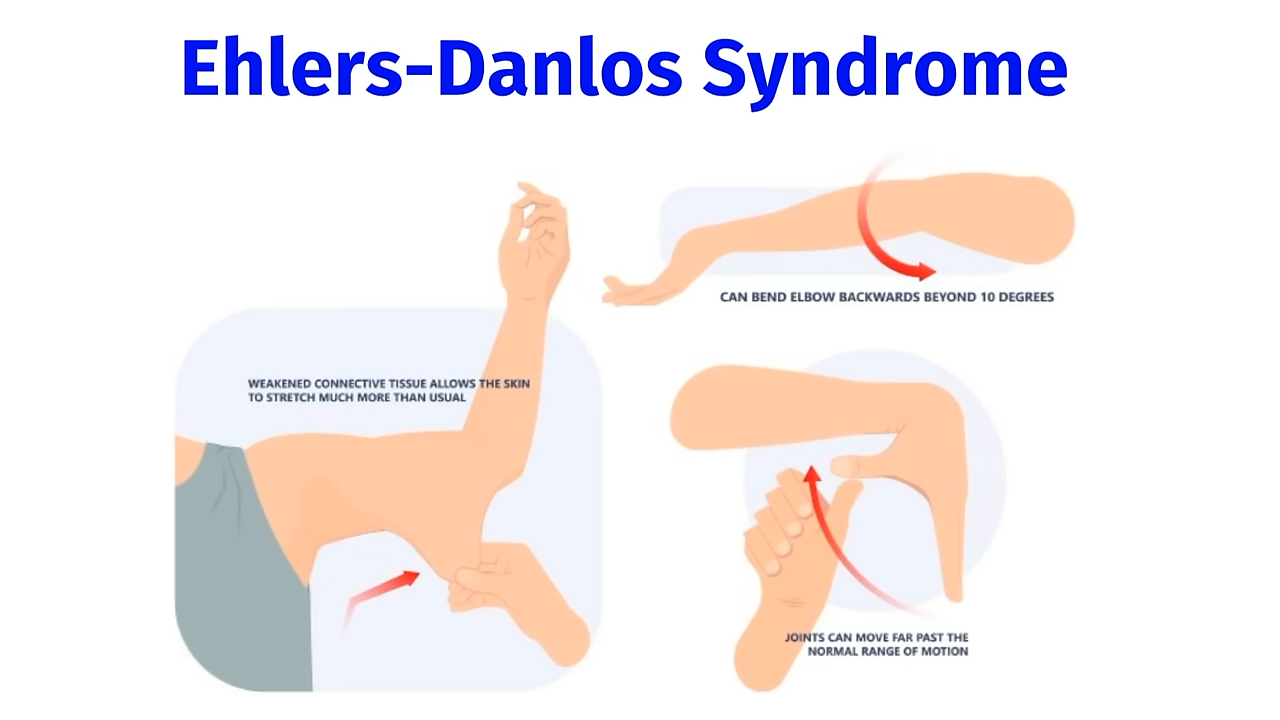 Ehlers-Danlos Syndrome
CAN BEND ELBOW BACKWARDS BEYOND 10 DEGREES
WEAKENED CONNECTIVE TISSUE ALLOWS THE SKIN
TO STRETCH MUCH MORE THAN USUAL
JOINTS CAN MOVE FAR PAST THE
NORMAL RANGE OF MOTION